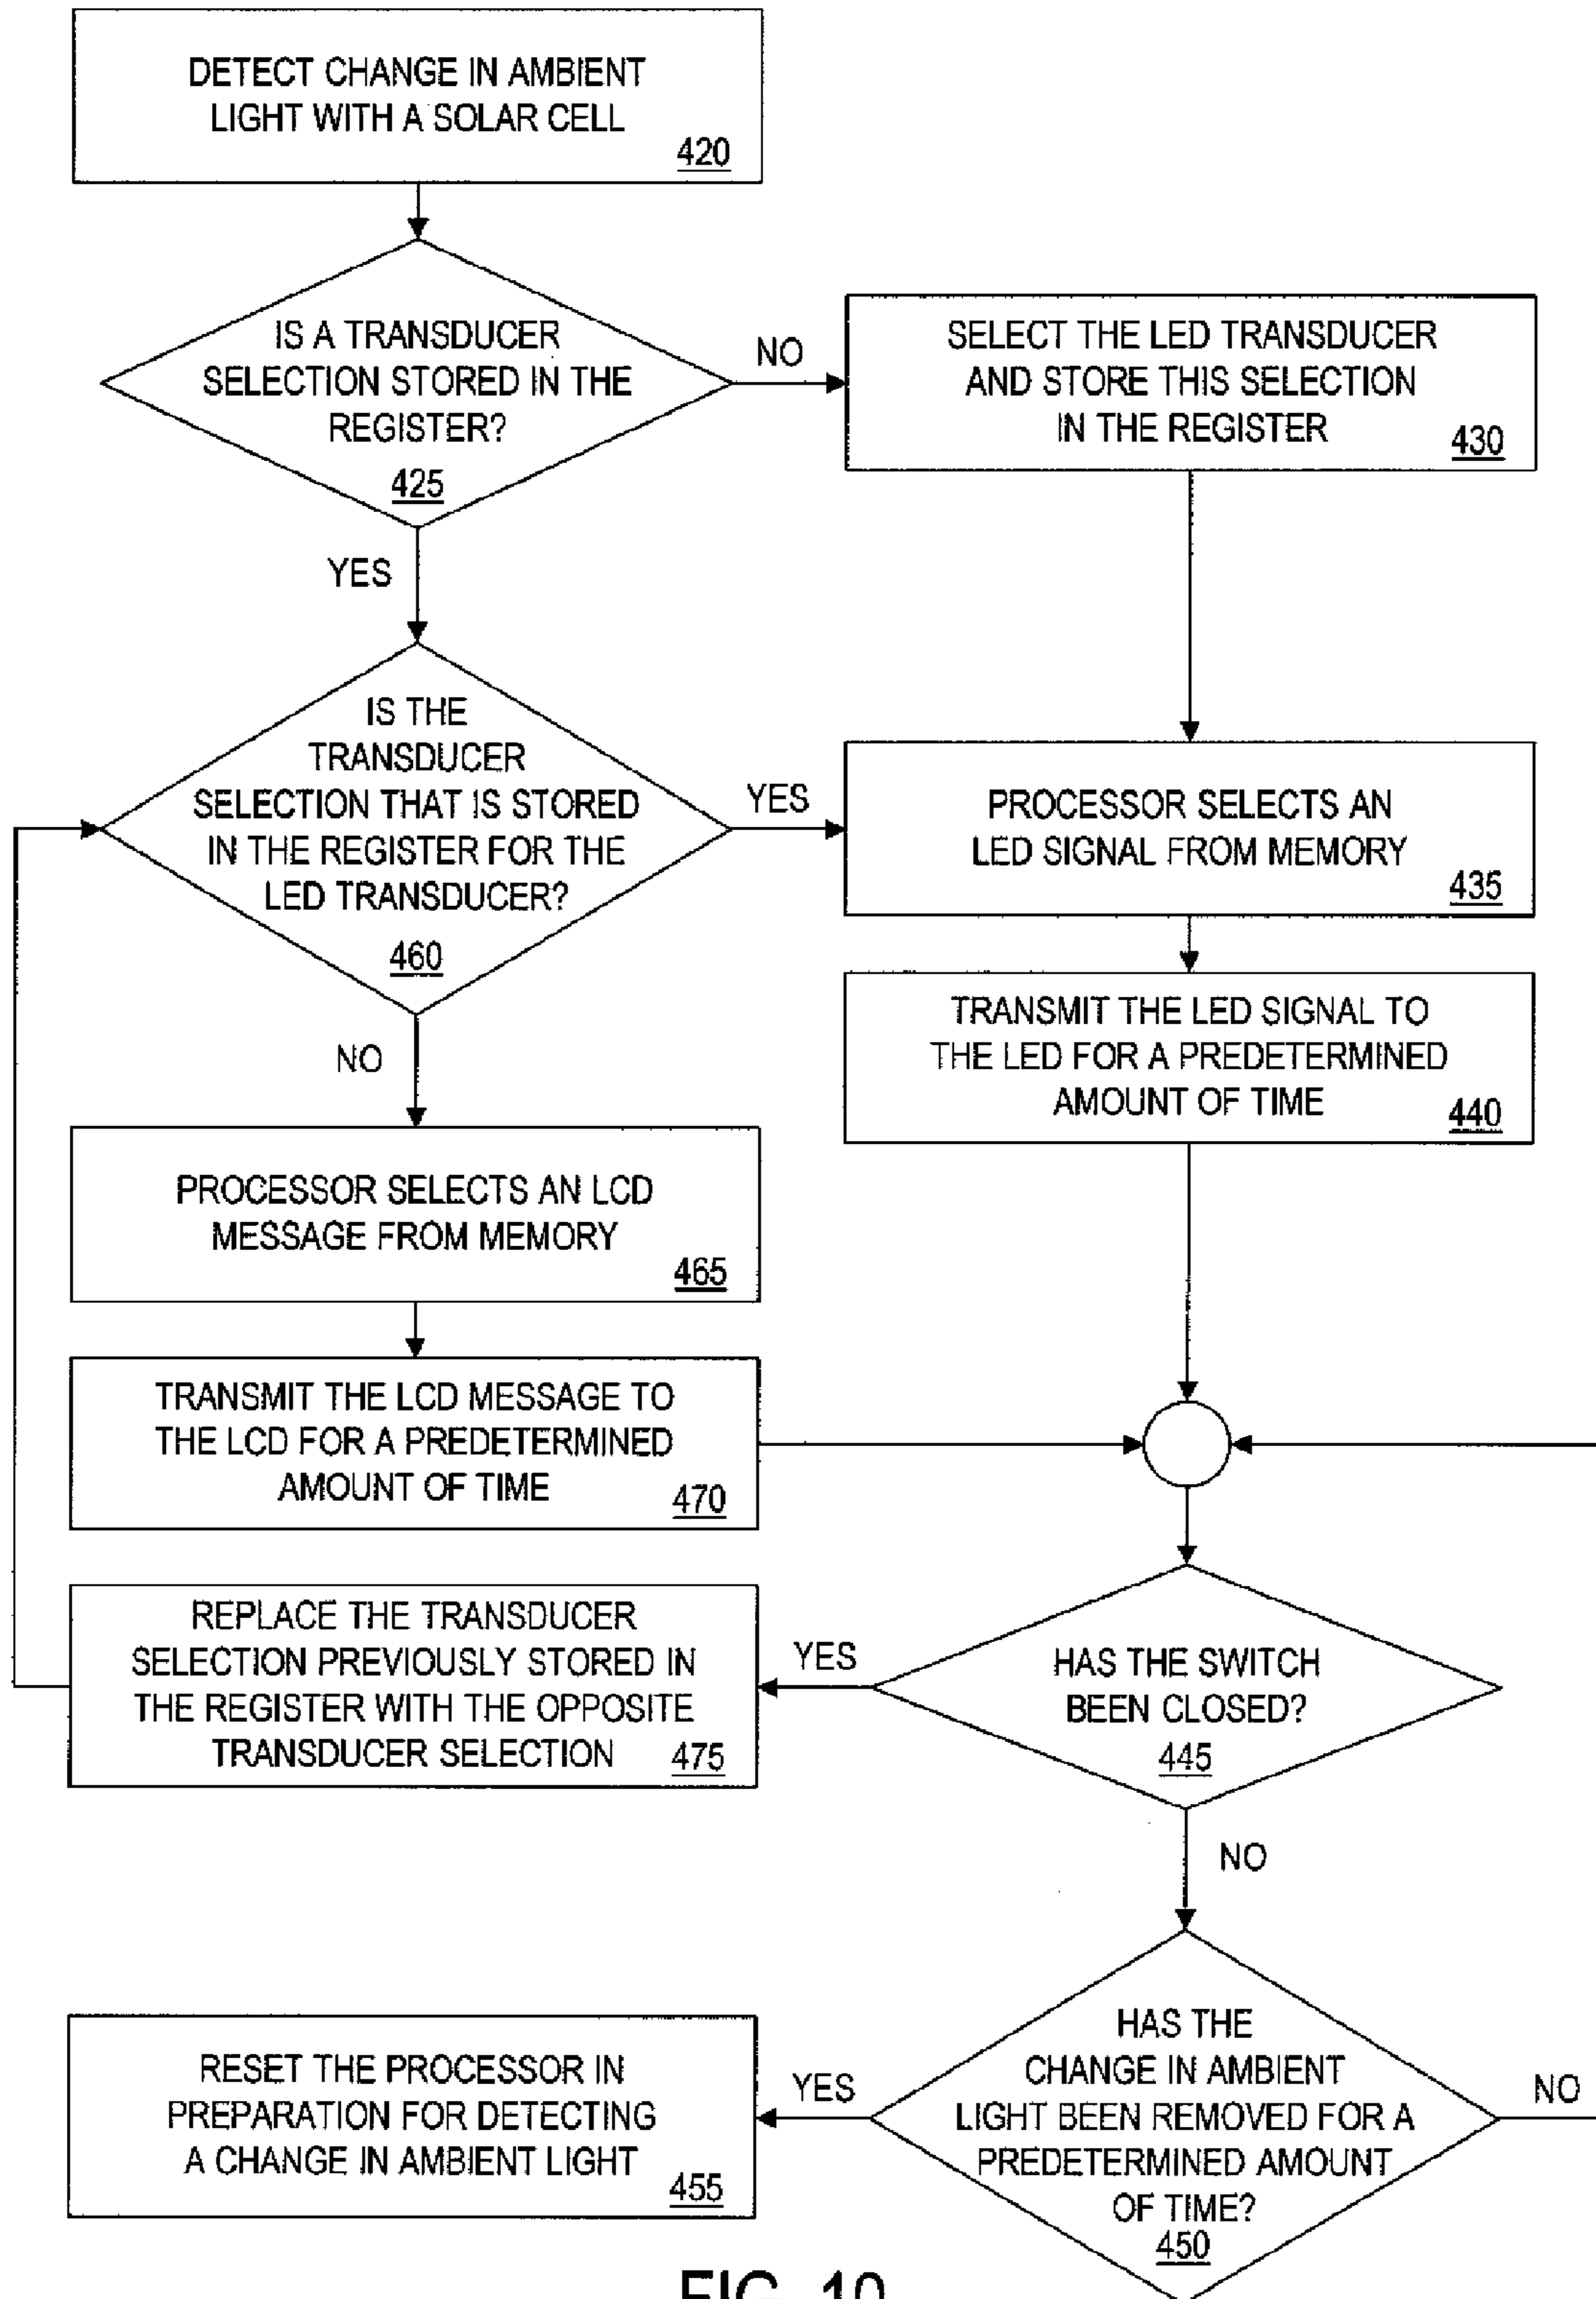 DETECT CHANGE IN AMBIENT
LIGHT WITH A SOLAR CELL
420
IS A TRANSDUCER
SELECTION STORED IN THE
REGISTER?
425
NO
SELECT THE LED TRANSDUCER
AND STORE THIS SELECTION
IN THE REGISTER
430
YES
IS THE
TRANSDUCER
SELECTION THAT IS STORED
IN THE REGISTER FOR THE
LED TRANSDUCER?
460
YES
PROCESSOR SELECTS AN
LED SIGNAL FROM MEMORY
435
TRANSMIT THE LED SIGNAL TO
THE LED FOR A PREDETERMINED
AMOUNT OF TIME
440
NO
PROCESSOR SELECTS AN LCD
MESSAGE FROM MEMORY
465
TRANSMIT THE LCD MESSAGE TO
THE LCD FOR A PREDETERMINED
AMOUNT OF TIME
470
REPLACE THE TRANSDUCER
SELECTION PREVIOUSLY STORED IN
THE REGISTER WITH THE OPPOSITE
TRANSDUCER SELECTION
475
YES
HAS THE SWITCH
BEEN CLOSED?
445
NO
RESET THE PROCESSOR IN
PREPARATION FOR DETECTING
A CHANGE IN AMBIENT LIGHT
455
YES
HAS THE
CHANGE IN AMBIENT
LIGHT BEEN REMOVED FOR A
PREDETERMINED AMOUNT
OF TIME?
450
NO
FIG. 10